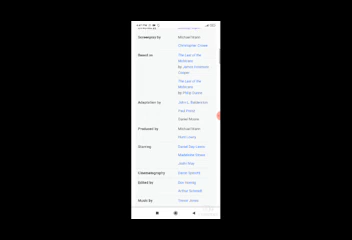 Screenplay by
Michael Mann
Christopher Crowe
Based on
The Last of the
Mohicans
by James Fenimore
Cooper
The Last of the
Mohicans
by Philip Dunne
Adaptation by
John L. Balderston
Paul Perez
Daniel Moore
Produced by
Michael Mann
Hunt Lowry
Starring
Daniel Day-Lewis
Madeleine Stowe
Jodhi May
Cinematography
Dante Spinotti
Edited by
Dov Hoenig
Arthur Schmidt
Music by
Trevor Jones